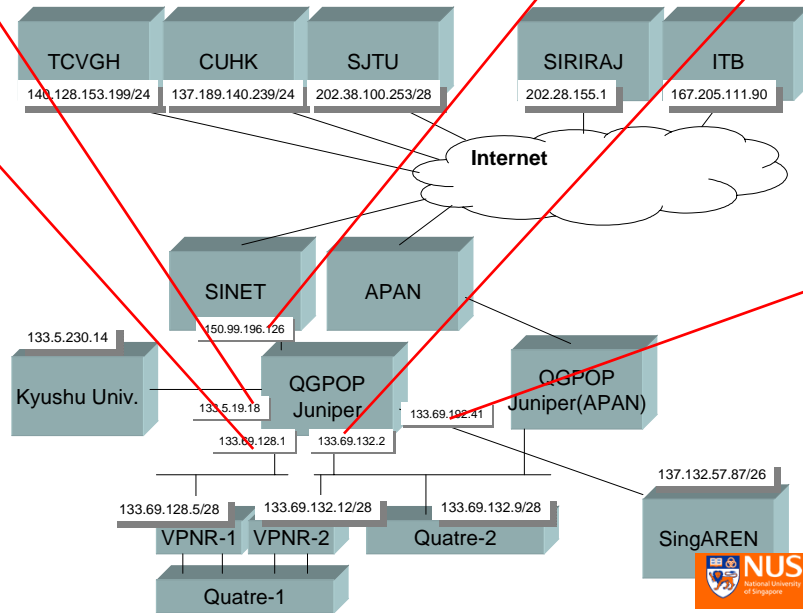 TCVGH
CUHK
SJTU
SIRIRAJ
ITB
140.128.153.199/24
137.189.140.239/24
202.38.100.253/28
202.28.155.1
167.205.111.90
Internet
SINET
APAN
150.99.196.126
133.5.230.14
Kyushu Univ.
QGPOP
Juniper
QGPOP
Juniper(APAN)
133.5.19.18
133.69.192.41
133.69.128.1
133.69.132.2
137.132.57.87/26
133.69.128.5/28
133.69.132.12/28
133.69.132.9/28
VPNR-1
VPNR-2
Quatre-2
SingAREN
Quatre-1
NUS
National University
of Singapore